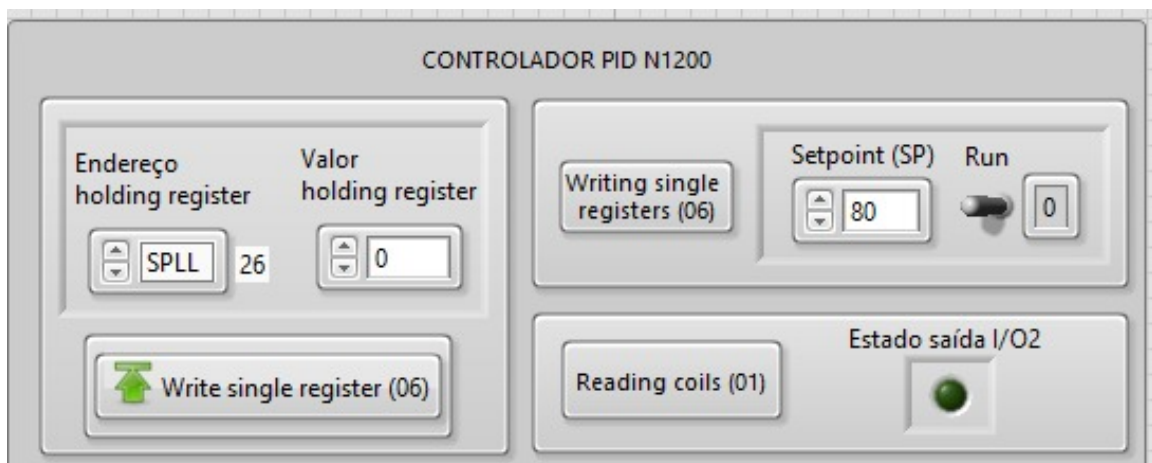 CONTROLADOR PID N1200
Endereço
holding register
Valor
holding register
SPLL
26
0
Write single register (06)
Writing single
registers (06)
Setpoint (SP)
Run
80
0
Reading coils (01)
Estado saída I/O2